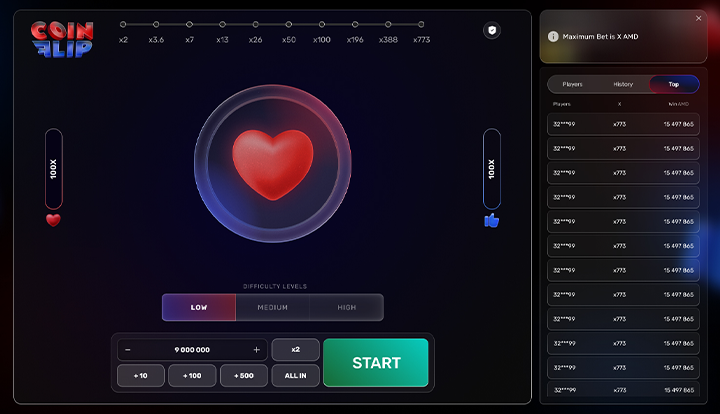 COIN
FLIP
x2 x3.6 x7 x13 x26 x50 x100 x196 x388 x773
100X
100X
DIFFICULTY LEVELS
LOW MEDIUM HIGH
− 9 000 000 + x2
+ 10 + 100 + 500 ALL IN
START
Maximum Bet is X AMD
Players History Top
Players X Win AMD
32***99 x773 15 497 865
32***99 x773 15 497 865
32***99 x773 15 497 865
32***99 x773 15 497 865
32***99 x773 15 497 865
32***99 x773 15 497 865
32***99 x773 15 497 865
32***99 x773 15 497 865
32***99 x773 15 497 865
32***99 x773 15 497 865
32***99 x773 15 497 865
32***99 x773 15 497 865